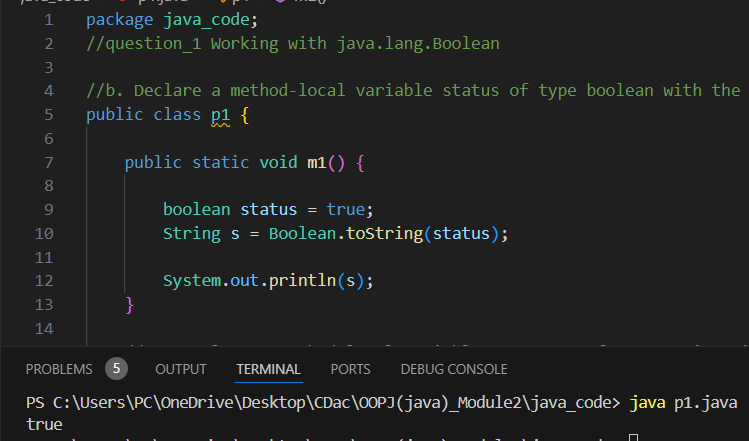 1 package java_code;
2 //question_1 Working with java.lang.Boolean
3
4 //b. Declare a method-local variable status of type boolean with the
5 public class p1 {
6
7 public static void m1() {
8
9 boolean status = true;
10 String s = Boolean.toString(status);
11
12 System.out.println(s);
13 }
14
PROBLEMS 5 OUTPUT TERMINAL PORTS DEBUG CONSOLE
PS C:\Users\PC\OneDrive\Desktop\CDac\OOPJ(java)_Module2\java_code> java p1.java
true